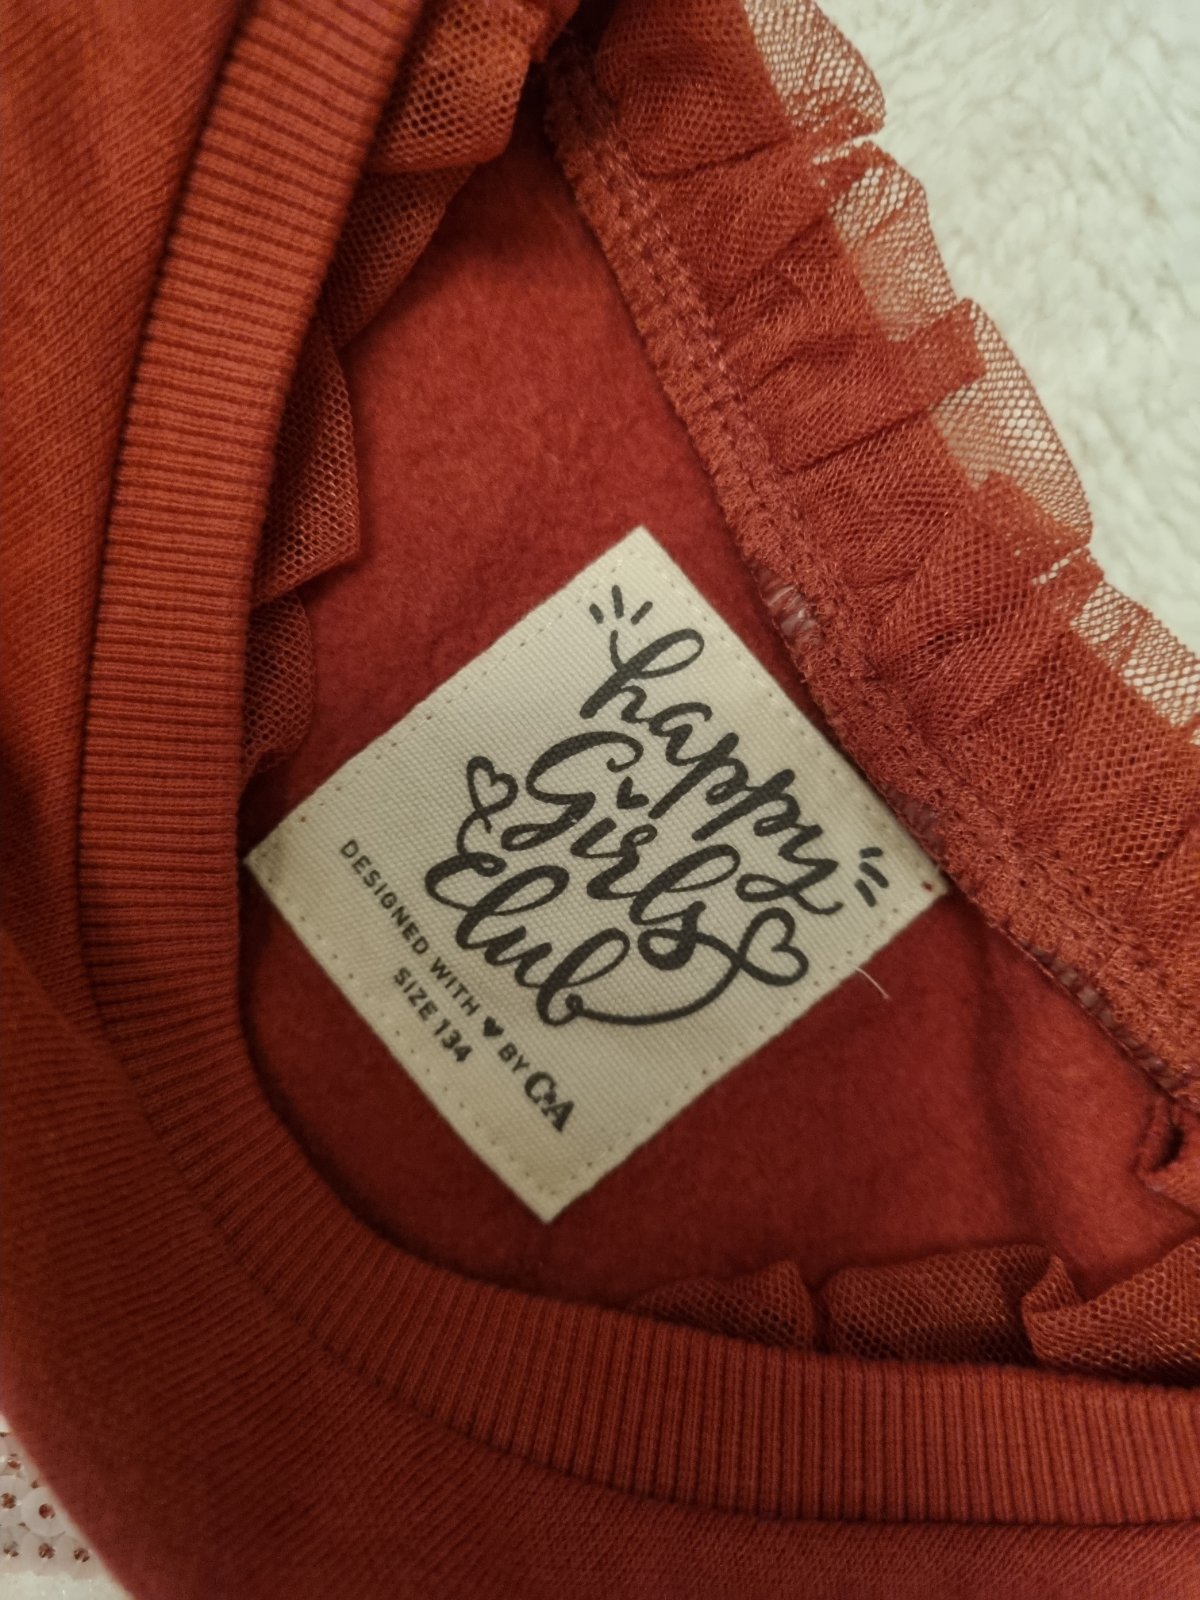 happy
Girls
Club
DESIGNED WITH ♥ BY C&A
SIZE 134